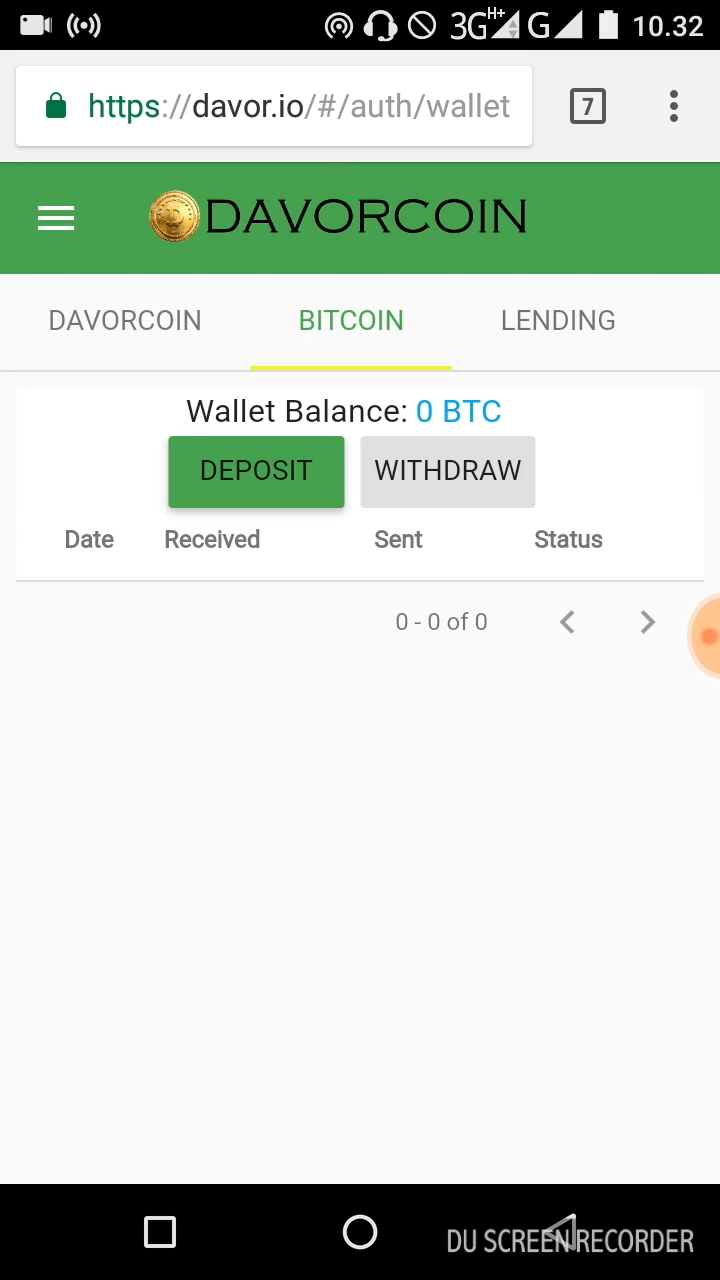 3G H+ G 10.32
https://davor.io/#/auth/wallet 7
DAVORCOIN
DAVORCOIN BITCOIN LENDING
Wallet Balance: 0 BTC
DEPOSIT WITHDRAW
Date Received Sent Status
0 - 0 of 0
DU SCREEN RECORDER